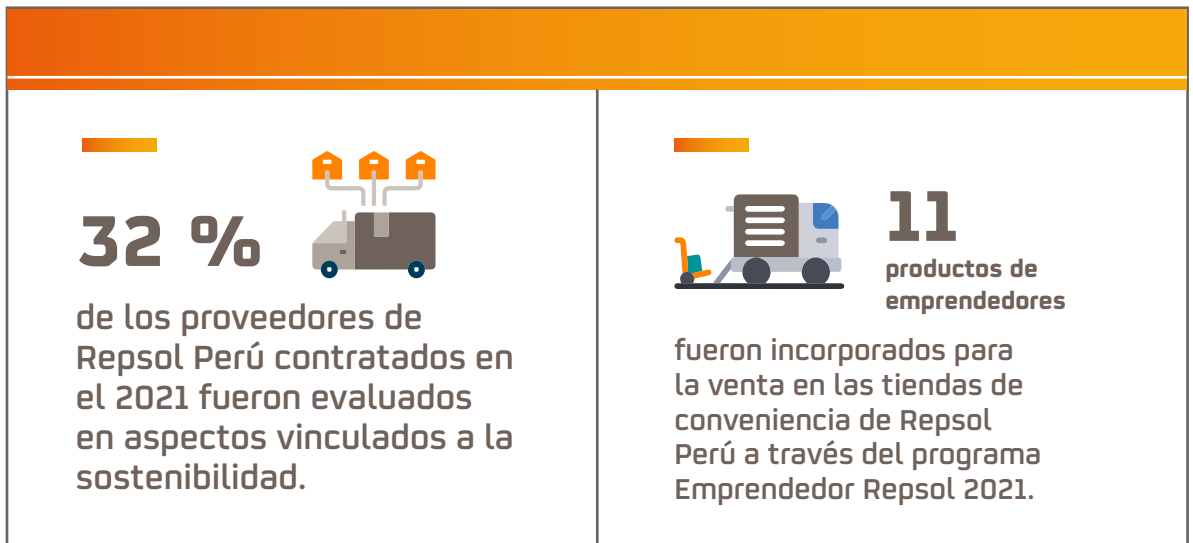 32 %
de los proveedores de
Repsol Perú contratados en
el 2021 fueron evaluados
en aspectos vinculados a la
sostenibilidad.
11
productos de
emprendedores
fueron incorporados para
la venta en las tiendas de
conveniencia de Repsol
Perú a través del programa
Emprendedor Repsol 2021.